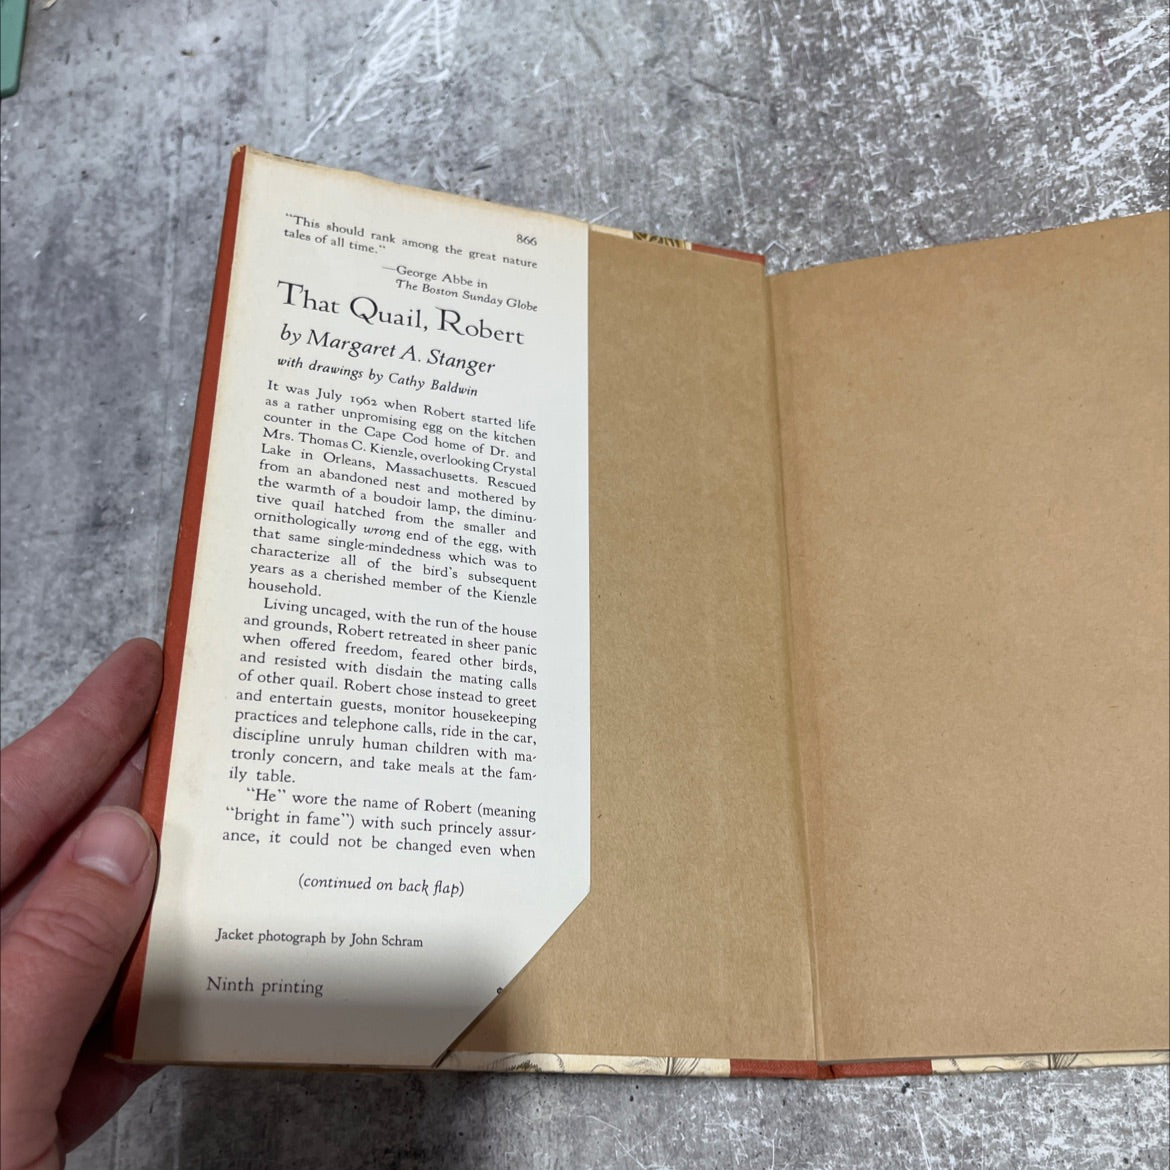 866
"This should rank among the great nature
tales of all time."
—George Abbe in
The Boston Sunday Globe
That Quail, Robert
by Margaret A. Stanger
with drawings by Cathy Baldwin
It was July 1962 when Robert started life
as a rather unpromising egg on the kitchen
counter in the Cape Cod home of Dr. and
Mrs. Thomas C. Kienzle, overlooking Crystal
Lake in Orleans, Massachusetts. Rescued
from an abandoned nest and mothered by
the warmth of a boudoir lamp, the diminu-
tive quail hatched from the smaller and
ornithologically wrong end of the egg, with
that same single-mindedness which was to
characterize all of the bird's subsequent
years as a cherished member of the Kienzle
household.
Living uncaged, with the run of the house
and grounds, Robert retreated in sheer panic
when offered freedom, feared other birds,
and resisted with disdain the mating calls
of other quail. Robert chose instead to greet
and entertain guests, monitor housekeeping
practices and telephone calls, ride in the car,
discipline unruly human children with ma-
tronly concern, and take meals at the fam-
ily table.
"He" wore the name of Robert (meaning
"bright in fame") with such princely assur-
ance, it could not be changed even when
(continued on back flap)
Jacket photograph by John Schram
Ninth printing